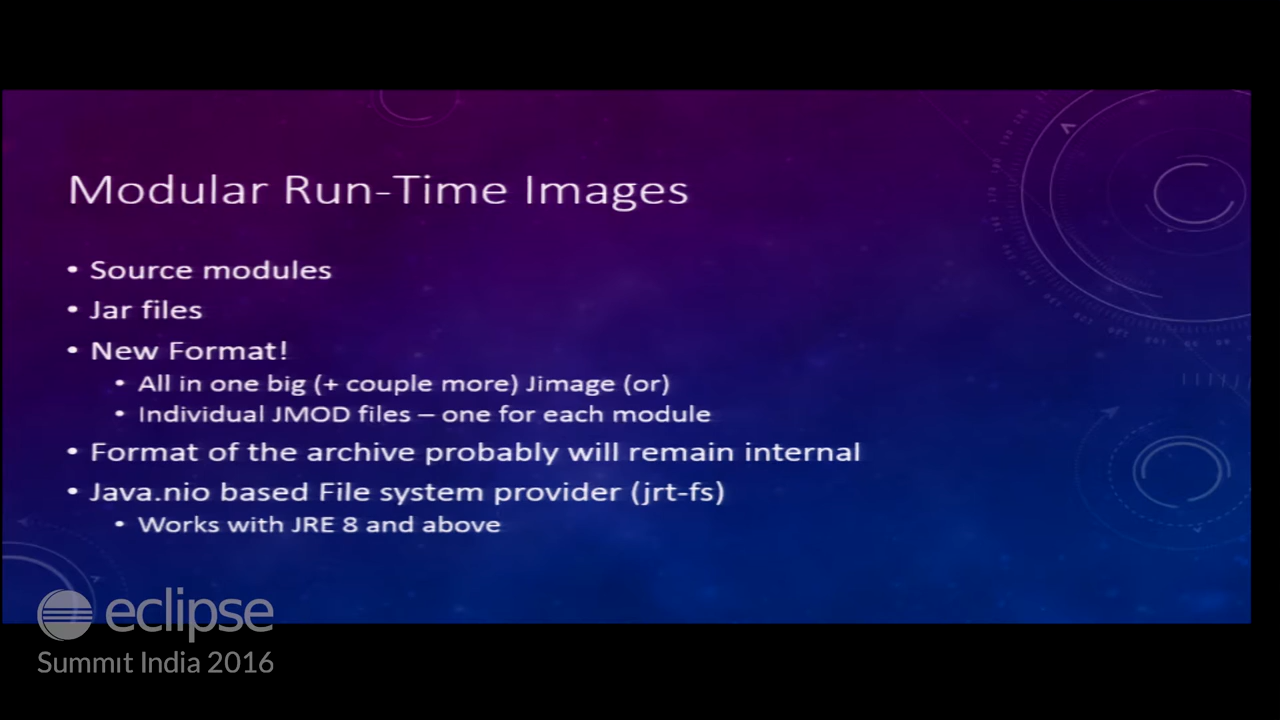 Modular Run-Time Images
• Source modules
• Jar files
• New Format!
• All in one big (+ couple more) Jimage (or)
• Individual JMOD files – one for each module
• Format of the archive probably will remain internal
• Java.nio based File system provider (jrt-fs)
• Works with JRE 8 and above
eclipse
Summit India 2016